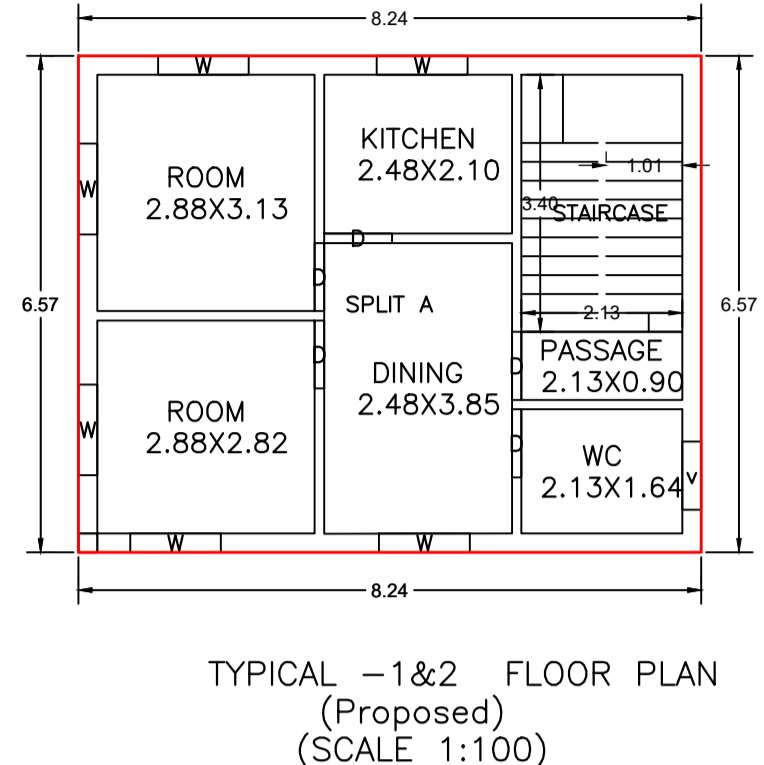 8.24
W
W
KITCHEN
2.48X2.10
ROOM
2.88X3.13
W
1.01
3.40
STAIRCASE
D
D
SPLIT A
6.57
6.57
2.13
D
PASSAGE
2.13X0.90
D
DINING
2.48X3.85
ROOM
2.88X2.82
W
D
WC
2.13X1.64
V
W
W
8.24
TYPICAL -1&2 FLOOR PLAN
(Proposed)
(SCALE 1:100)